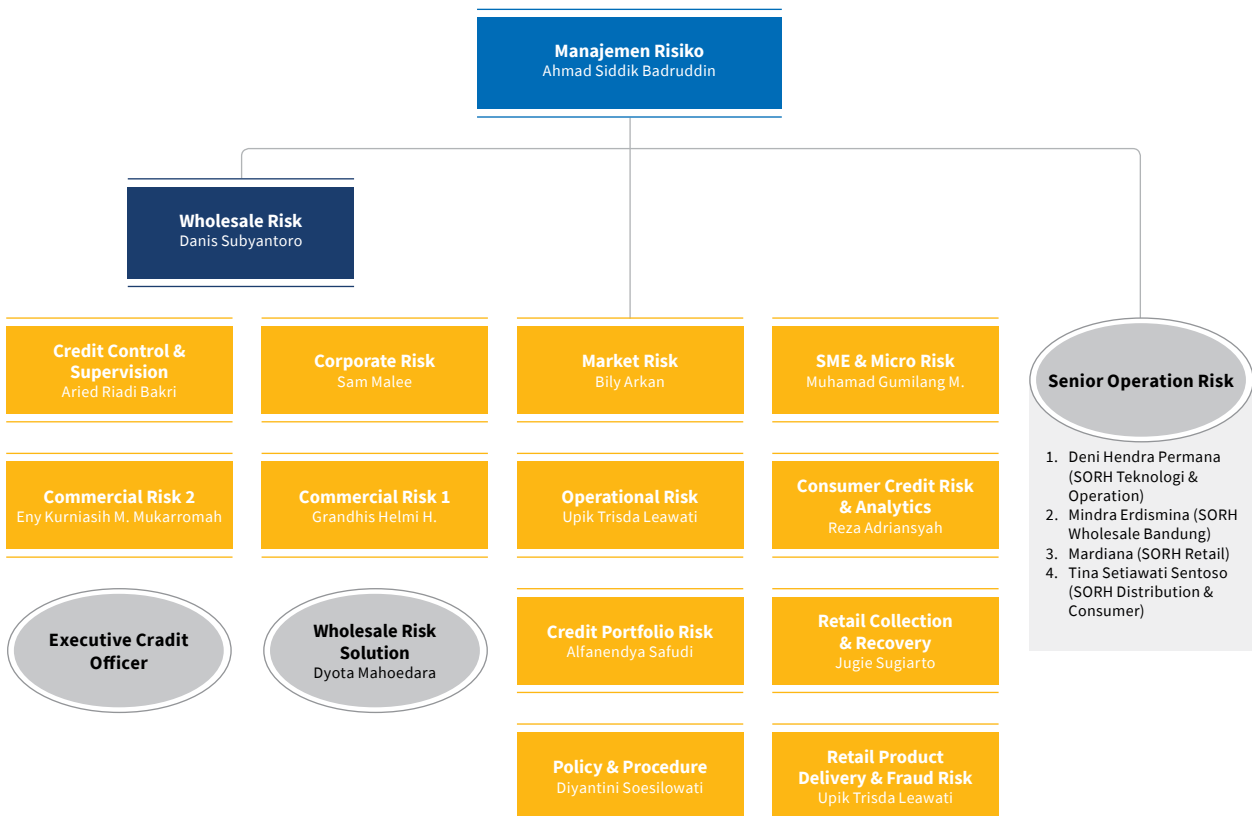 Manajemen Risiko
Ahmad Siddik Badruddin
Wholesale Risk
Danis Subyantoro
Credit Control &
Supervision
Aried Riadi Bakri
Corporate Risk
Sam Malee
Market Risk
Bily Arkan
SME & Micro Risk
Muhamad Gumilang M.
Senior Operation Risk
Commercial Risk 2
Eny Kurniasih M. Mukarromah
Commercial Risk 1
Grandhis Helmi H.
Operational Risk
Upik Trisda Leawati
Consumer Credit Risk
& Analytics
Reza Adriansyah
1. Deni Hendra Permana
(SORH Teknologi &
Operation)
2. Mindra Erdismina (SORH
Wholesale Bandung)
3. Mardiana (SORH Retail)
4. Tina Setiawati Sentoso
(SORH Distribution &
Consumer)
Executive Cradit
Officer
Wholesale Risk
Solution
Dyota Mahoedara
Credit Portfolio Risk
Alfanendya Safudi
Retail Collection
& Recovery
Jugie Sugiarto
Policy & Procedure
Diyantini Soesilowati
Retail Product
Delivery & Fraud Risk
Upik Trisda Leawati